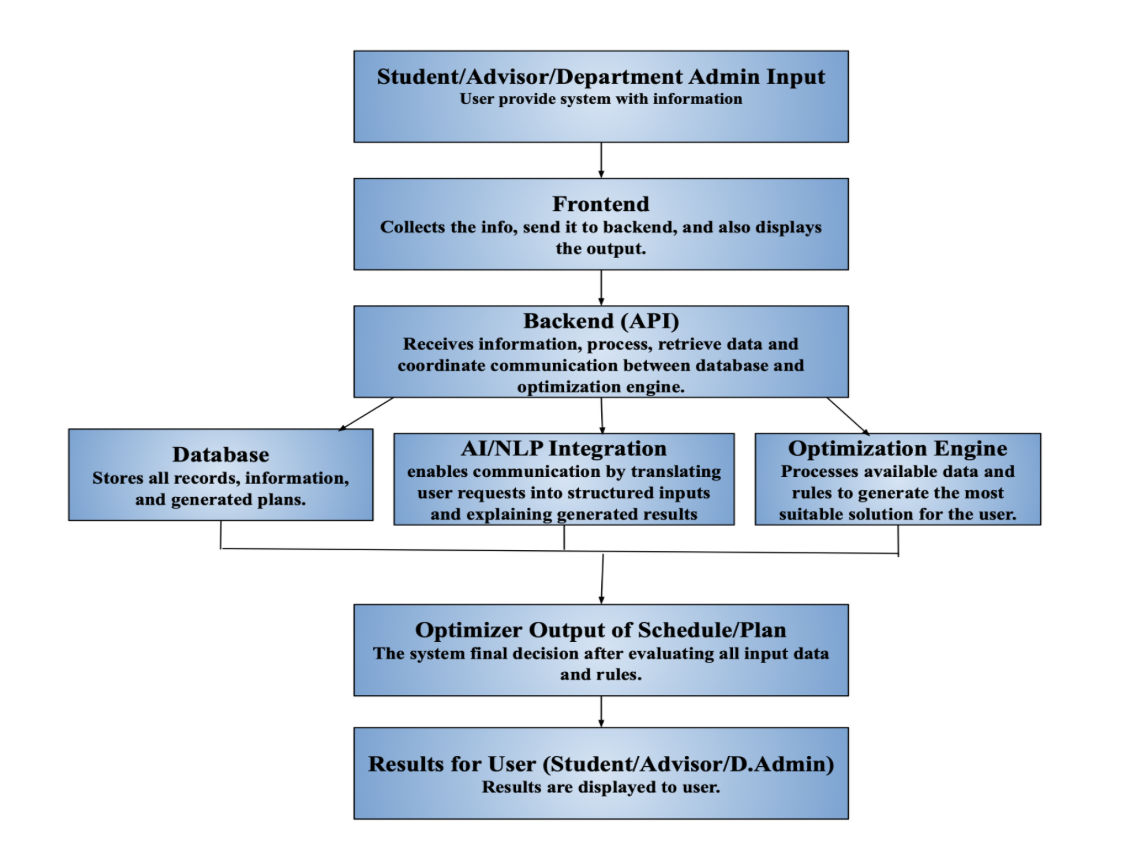 Student/Advisor/Department Admin Input
User provide system with information
Frontend
Collects the info, send it to backend, and also displays
the output.
Backend (API)
Receives information, process, retrieve data and
coordinate communication between database and
optimization engine.
Database
Stores all records, information,
and generated plans.
AI/NLP Integration
enables communication by translating
user requests into structured inputs
and explaining generated results
Optimization Engine
Processes available data and
rules to generate the most
suitable solution for the user.
Optimizer Output of Schedule/Plan
The system final decision after evaluating all input data
and rules.
Results for User (Student/Advisor/D.Admin)
Results are displayed to user.